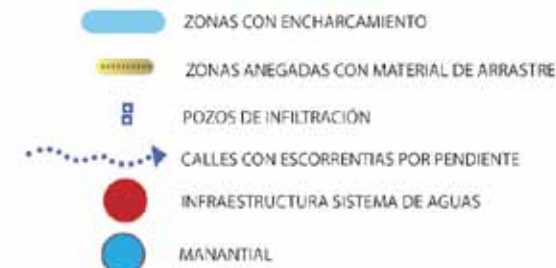 ZONAS CON ENCHARCAMIENTO
ZONAS ANEGADAS CON MATERIAL DE ARRASTRE
POZOS DE INFILTRACIÓN
CALLES CON ESCORRENTIAS POR PENDIENTE
INFRAESTRUCTURA SISTEMA DE AGUAS
MANANTIAL